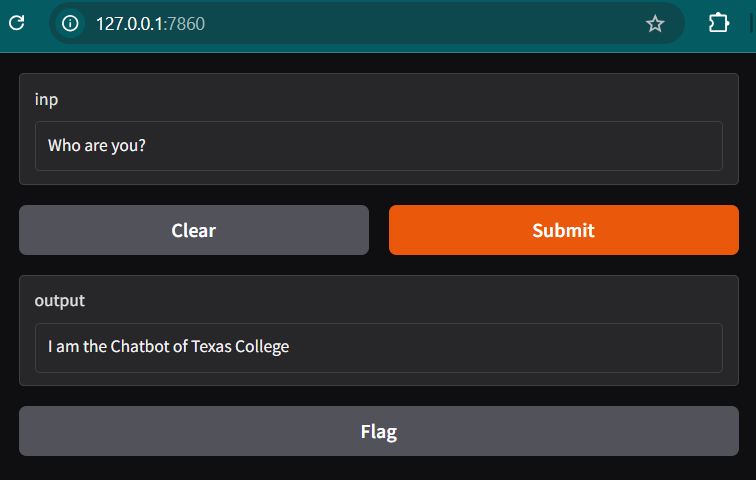 127.0.0.1:7860
inp
Who are you?
Clear Submit
output
I am the Chatbot of Texas College
Flag